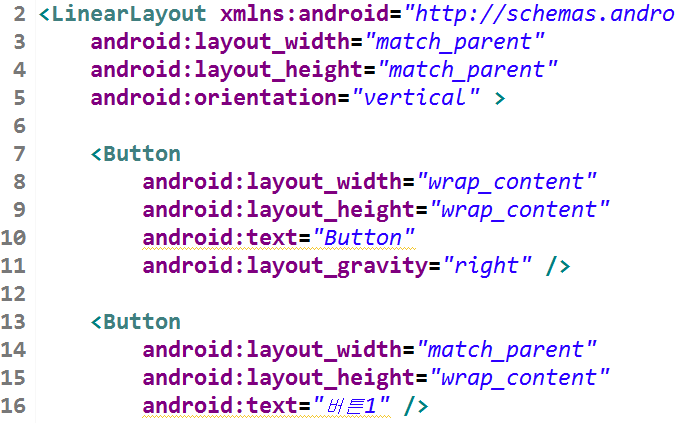 2 <LinearLayout xmlns:android="http://schemas.andro
3 android:layout_width="match_parent"
4 android:layout_height="match_parent"
5 android:orientation="vertical" >
6
7 <Button
8 android:layout_width="wrap_content"
9 android:layout_height="wrap_content"
10 android:text="Button"
11 android:layout_gravity="right" />
12
13 <Button
14 android:layout_width="match_parent"
15 android:layout_height="wrap_content"
16 android:text="버튼1" />